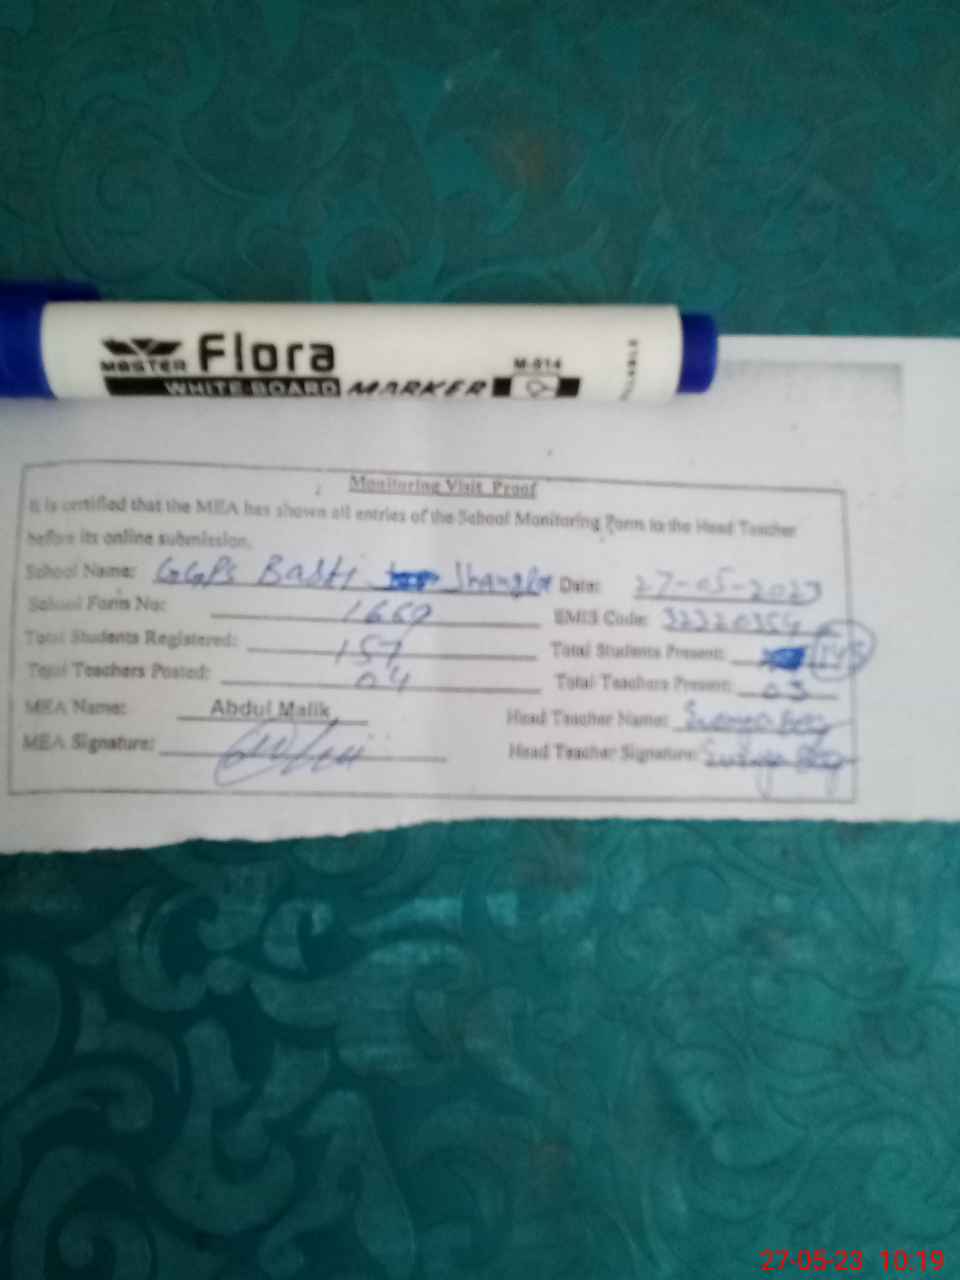 MASTER Flora M-814
WHITE BOARD MARKER
Monitoring Visit Proof
It is certified that the MEA has shown all entries of the School Monitoring Form to the Head Teacher
before its online submission.
School Name: GGPS Basti Jhangla Date: 27-05-2023
School Form No: 1669 EMIS Code: 32320354
Total Students Registered: 157 Total Students Present: 145
Total Teachers Posted: 04 Total Teachers Present: 03
MEA Name: Abdul Malik Head Teacher Name:
MEA Signature: Head Teacher Signature:
27-05-23 10:19